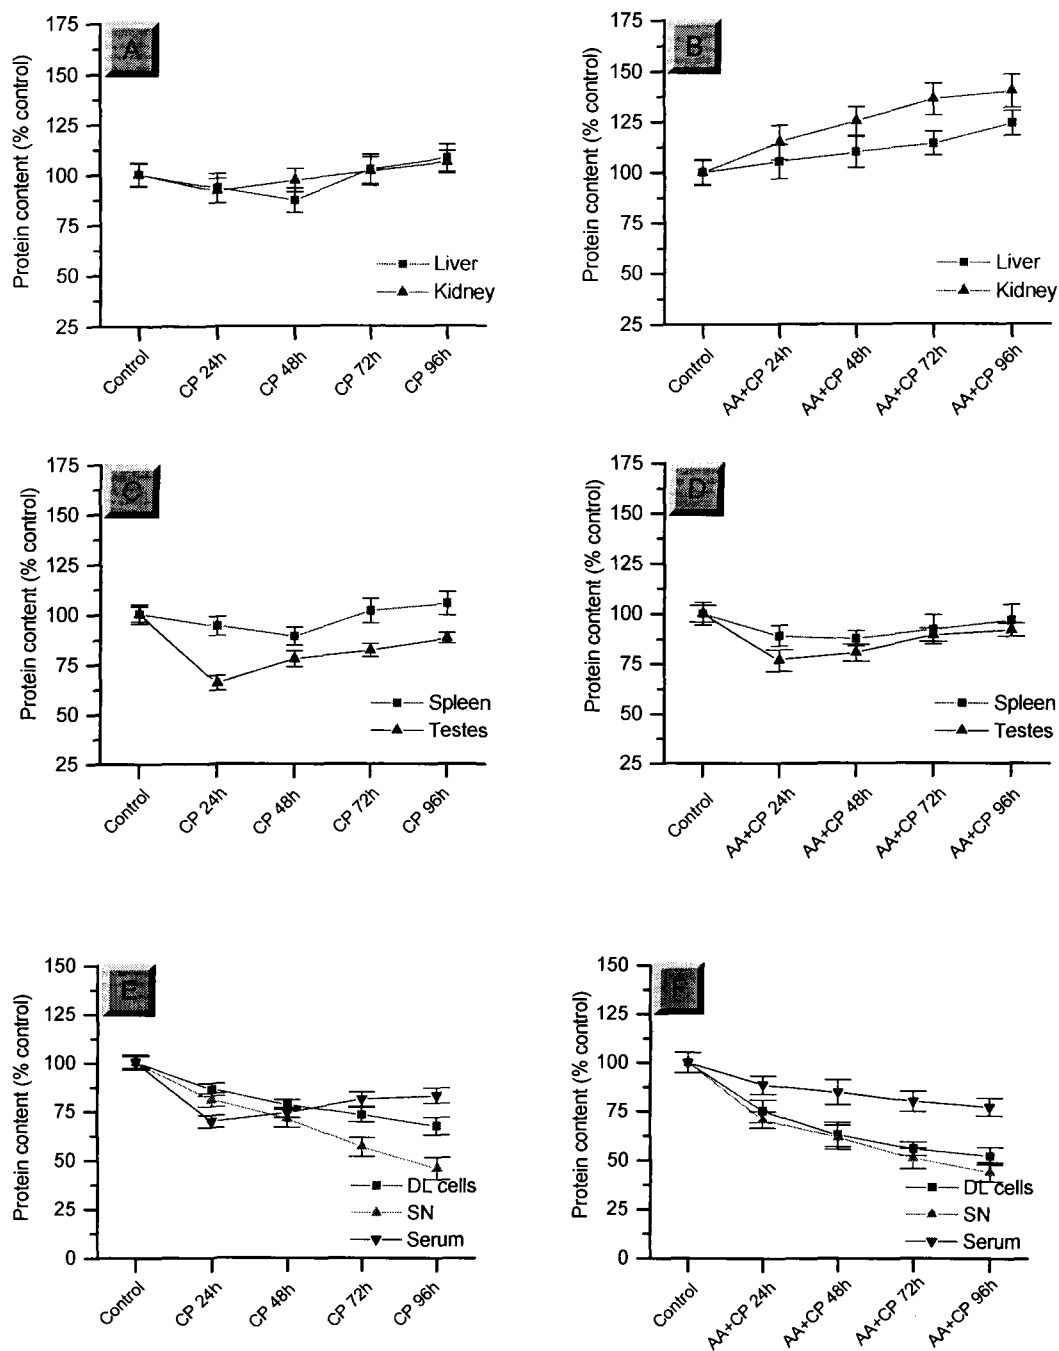 A
Protein content (% control)
175
150
125
100
75
50
25
Liver
Kidney
Control
CP 24h
CP 48h
CP 72h
CP 96h
B
Protein content (% control)
175
150
125
100
75
50
25
Liver
Kidney
Control
AA+CP 24h
AA+CP 48h
AA+CP 72h
AA+CP 96h
C
Protein content (% control)
175
150
125
100
75
50
25
Spleen
Testes
Control
CP 24h
CP 48h
CP 72h
CP 96h
D
Protein content (% control)
175
150
125
100
75
50
25
Spleen
Testes
Control
AA+CP 24h
AA+CP 48h
AA+CP 72h
AA+CP 96h
E
Protein content (% control)
150
125
100
75
50
25
0
DL cells
SN
Serum
Control
CP 24h
CP 48h
CP 72h
CP 96h
F
Protein content (% control)
150
125
100
75
50
25
0
DL cells
SN
Serum
Control
AA+CP 24h
AA+CP 48h
AA+CP 72h
AA+CP 96h